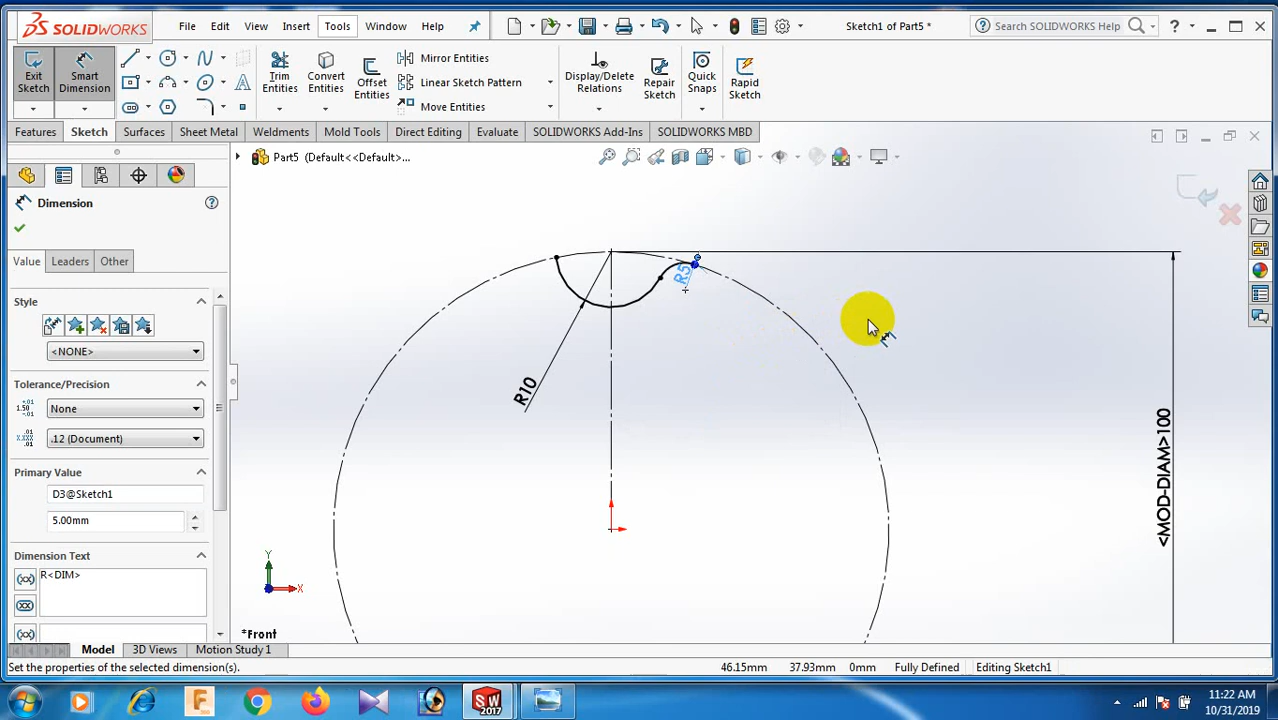 SOLIDWORKS File Edit View Insert Tools Window Help Sketch1 of Part5 * Search SOLIDWORKS Help ?
Exit Sketch
Smart Dimension
Trim Entities
Convert Entities
Offset Entities
Mirror Entities
Linear Sketch Pattern
Move Entities
Display/Delete Relations
Repair Sketch
Quick Snaps
Rapid Sketch
Features Sketch Surfaces Sheet Metal Weldments Mold Tools Direct Editing Evaluate SOLIDWORKS Add-Ins SOLIDWORKS MBD
Part5 (Default<<Default>...
Dimension
Value Leaders Other
Style
<NONE>
Tolerance/Precision
None
.12 (Document)
Primary Value
D3@Sketch1
5.00mm
Dimension Text
R<DIM>
R5
R10
<MOD-DIAM>100
Y
X
*Front
Model 3D Views Motion Study 1
Set the properties of the selected dimension(s). 46.15mm 37.93mm 0mm Fully Defined Editing Sketch1
SW 2017
11:22 AM
10/31/2019